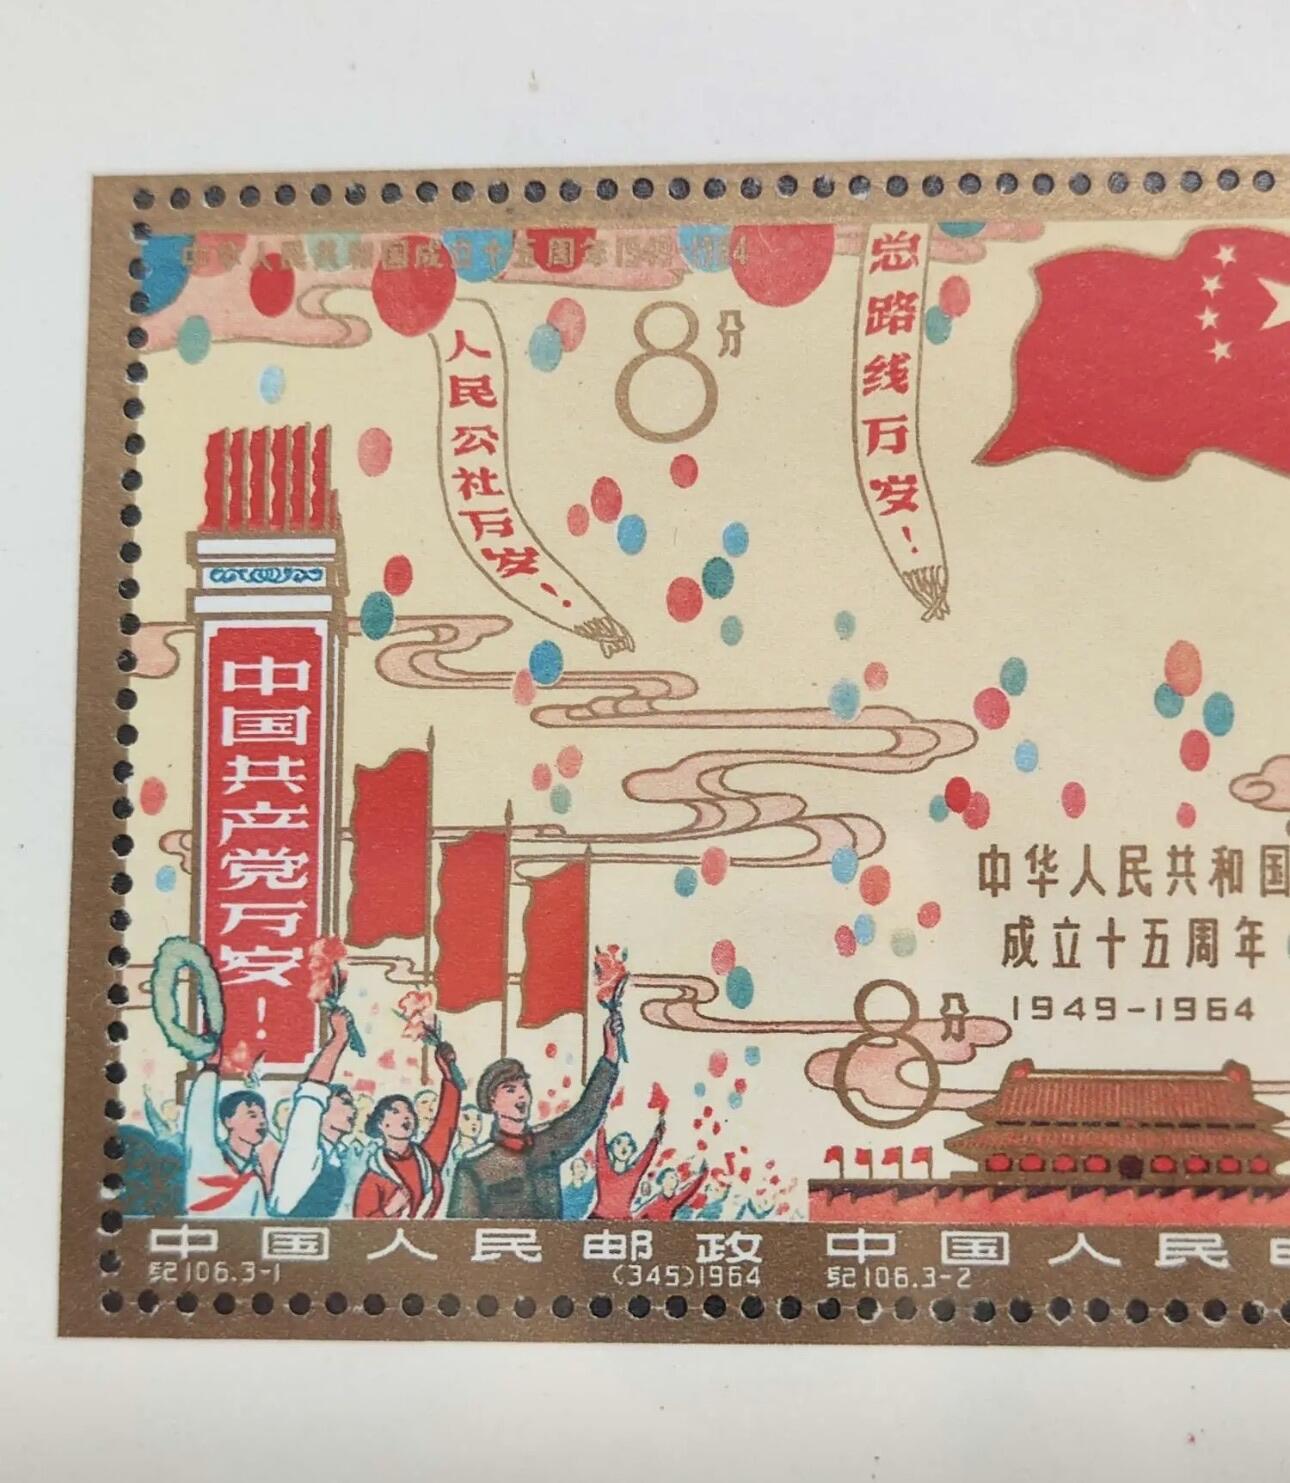 中华人民共和国成立十五周年1949-1964
人民公社万岁!
8分
总路线万岁!
中国共产党万岁!
中华人民共和国
成立十五周年
1949-1964
8分
中国人民邮政
纪106.3-1 (345)1964
中国人民
纪106.3-2